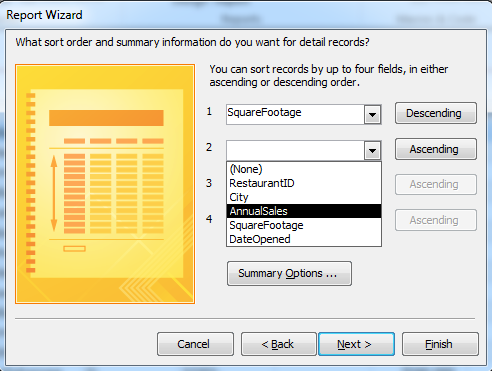 Report Wizard
What sort order and summary information do you want for detail records?
You can sort records by up to four fields, in either
ascending or descending order.
1 SquareFootage Descending
2 Ascending
(None)
RestaurantID
City
AnnualSales
SquareFootage
DateOpened
3 Ascending
4 Ascending
Summary Options ...
Cancel < Back Next > Finish